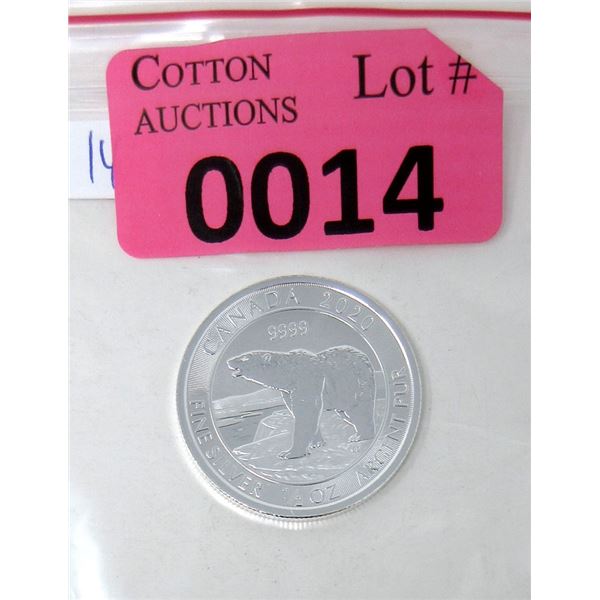 COTTON Lot #
AUCTIONS
0014
14
CANADA 2020
9999
FINE SILVER 1/2 OZ ARGENT PUR